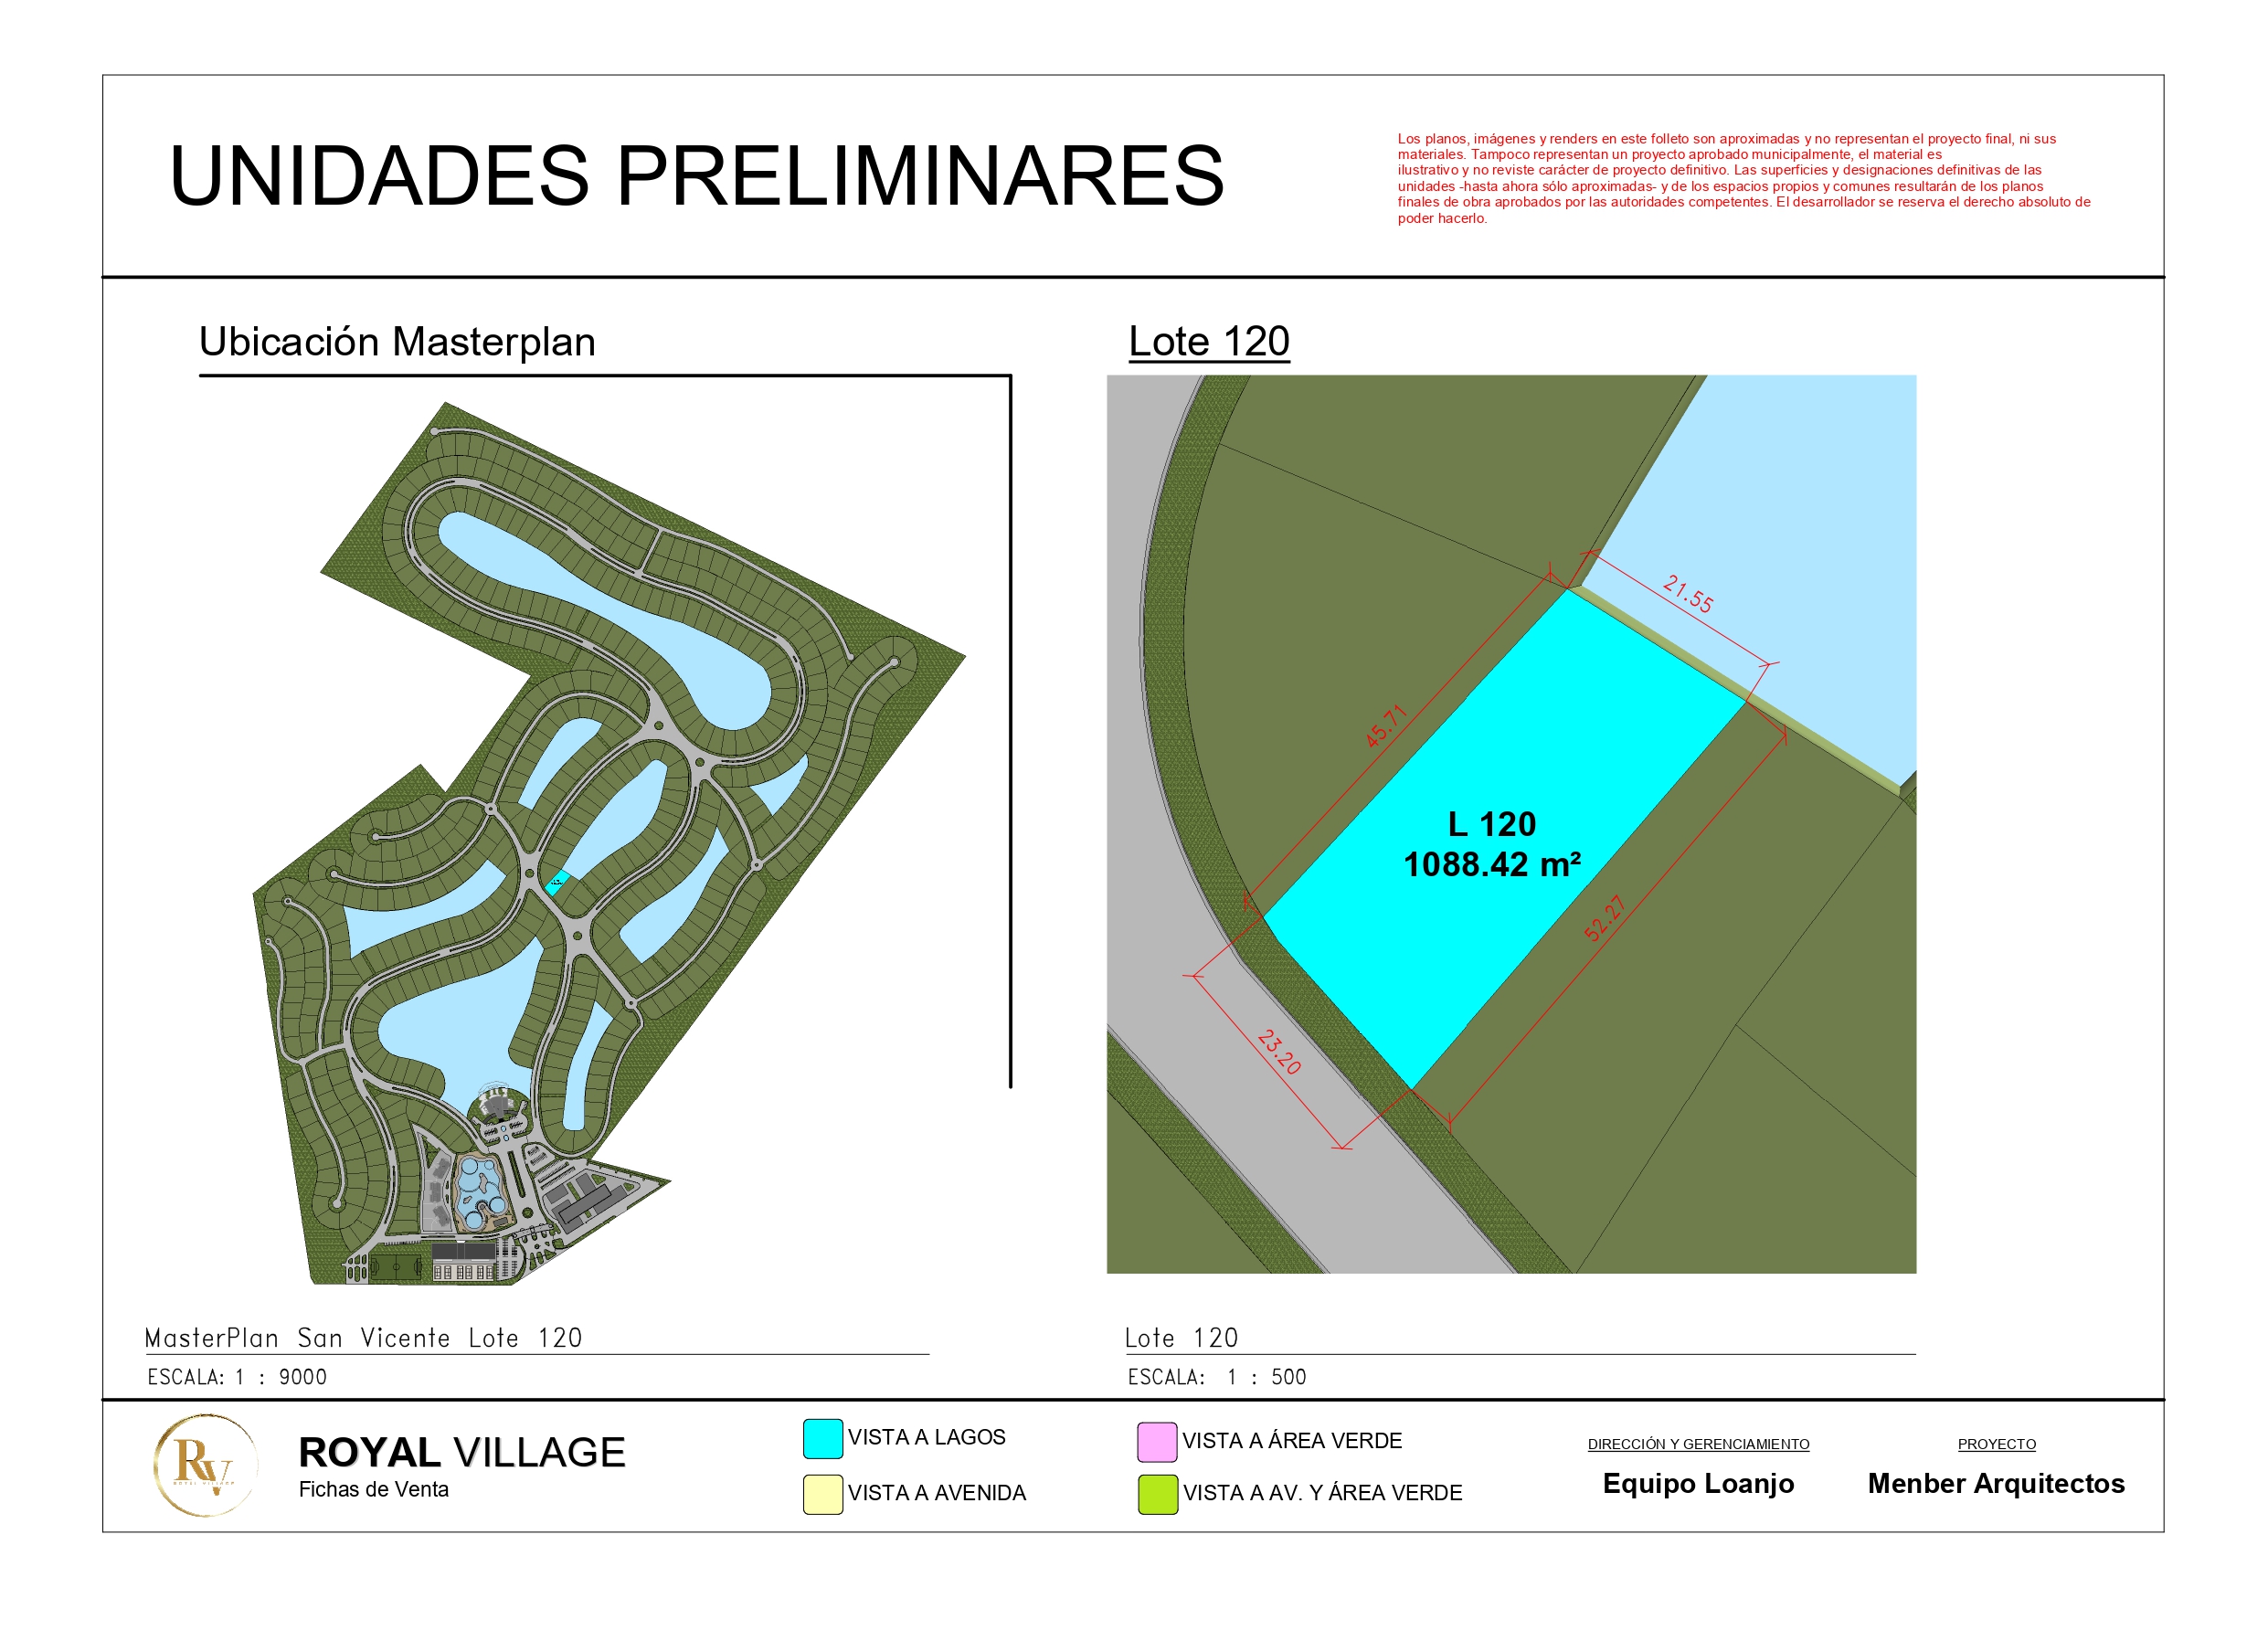 UNIDADES PRELIMINARES
Los planos, imágenes y renders en este folleto son aproximadas y no representan el proyecto final, ni sus
materiales. Tampoco representan un proyecto aprobado municipalmente, el material es
ilustrativo y no reviste carácter de proyecto definitivo. Las superficies y designaciones definitivas de las
unidades -hasta ahora sólo aproximadas- y de los espacios propios y comunes resultarán de los planos
finales de obra aprobados por las autoridades competentes. El desarrollador se reserva el derecho absoluto de
poder hacerlo.
Ubicación Masterplan
Lote 120
21.55
45.71
L 120
1088.42 m²
52.27
23.20
MasterPlan San Vicente Lote 120
ESCALA: 1 : 9000
Lote 120
ESCALA: 1 : 500
RV
ROYAL VILLAGE
ROYAL VILLAGE
Fichas de Venta
VISTA A LAGOS
VISTA A AVENIDA
VISTA A ÁREA VERDE
VISTA A AV. Y ÁREA VERDE
DIRECCIÓN Y GERENCIAMIENTO
Equipo Loanjo
PROYECTO
Menber Arquitectos